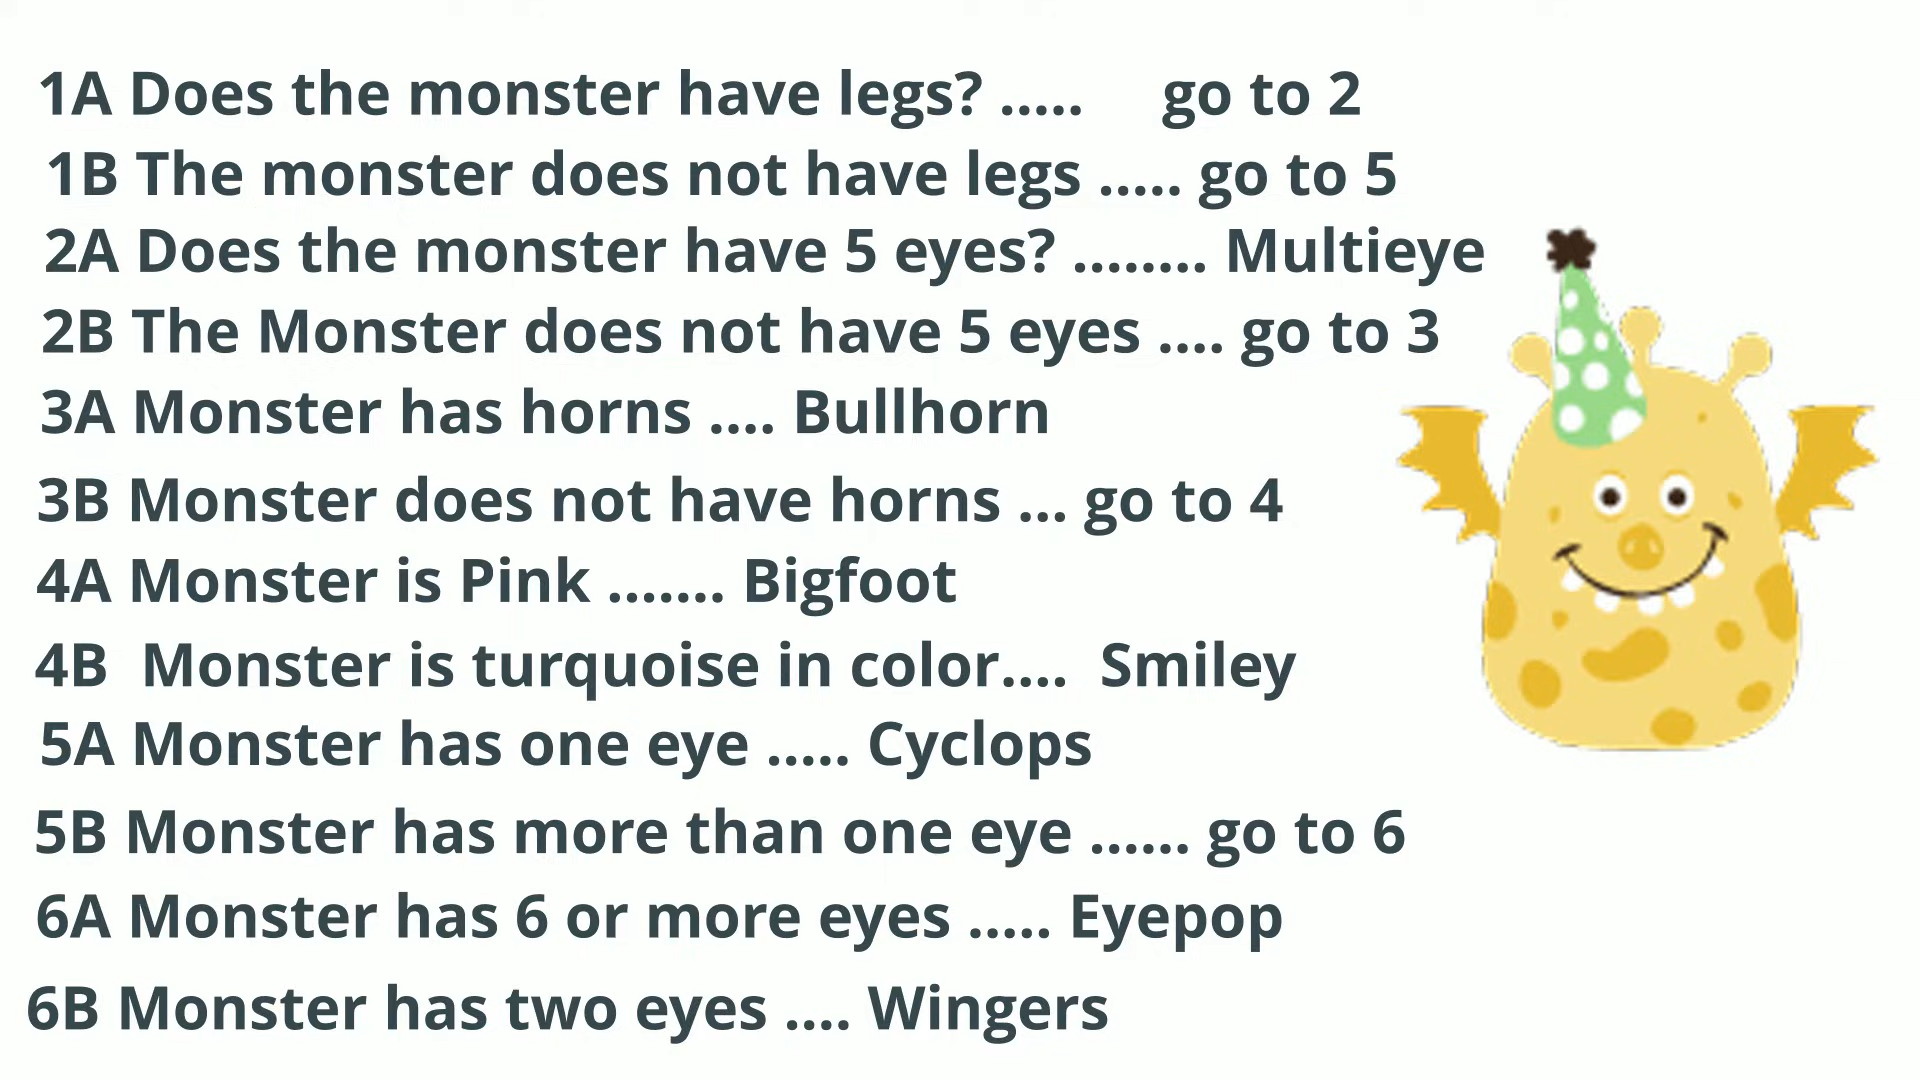 1A Does the monster have legs? ..... go to 2
1B The monster does not have legs ..... go to 5
2A Does the monster have 5 eyes? ........ Multieye
2B The Monster does not have 5 eyes .... go to 3
3A Monster has horns .... Bullhorn
3B Monster does not have horns ... go to 4
4A Monster is Pink ....... Bigfoot
4B Monster is turquoise in color.... Smiley
5A Monster has one eye ..... Cyclops
5B Monster has more than one eye ...... go to 6
6A Monster has 6 or more eyes ..... Eyepop
6B Monster has two eyes .... Wingers